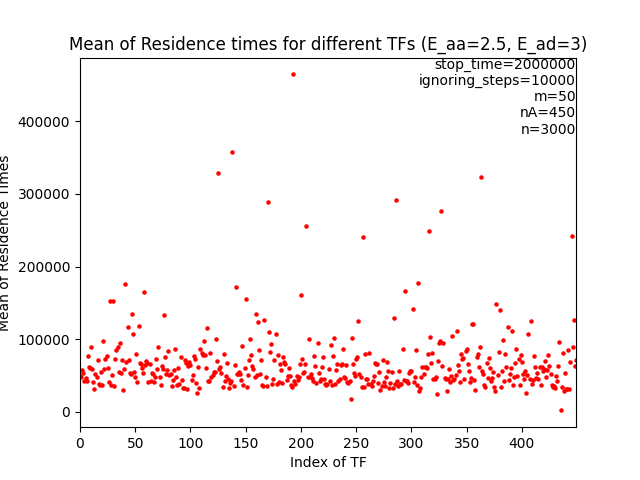 Mean of Residence times for different TFs (E_aa=2.5, E_ad=3)
stop_time=2000000
ignoring_steps=10000
m=50
nA=450
n=3000
Mean of Residence Times
400000
300000
200000
100000
0
0 50 100 150 200 250 300 350 400
Index of TF